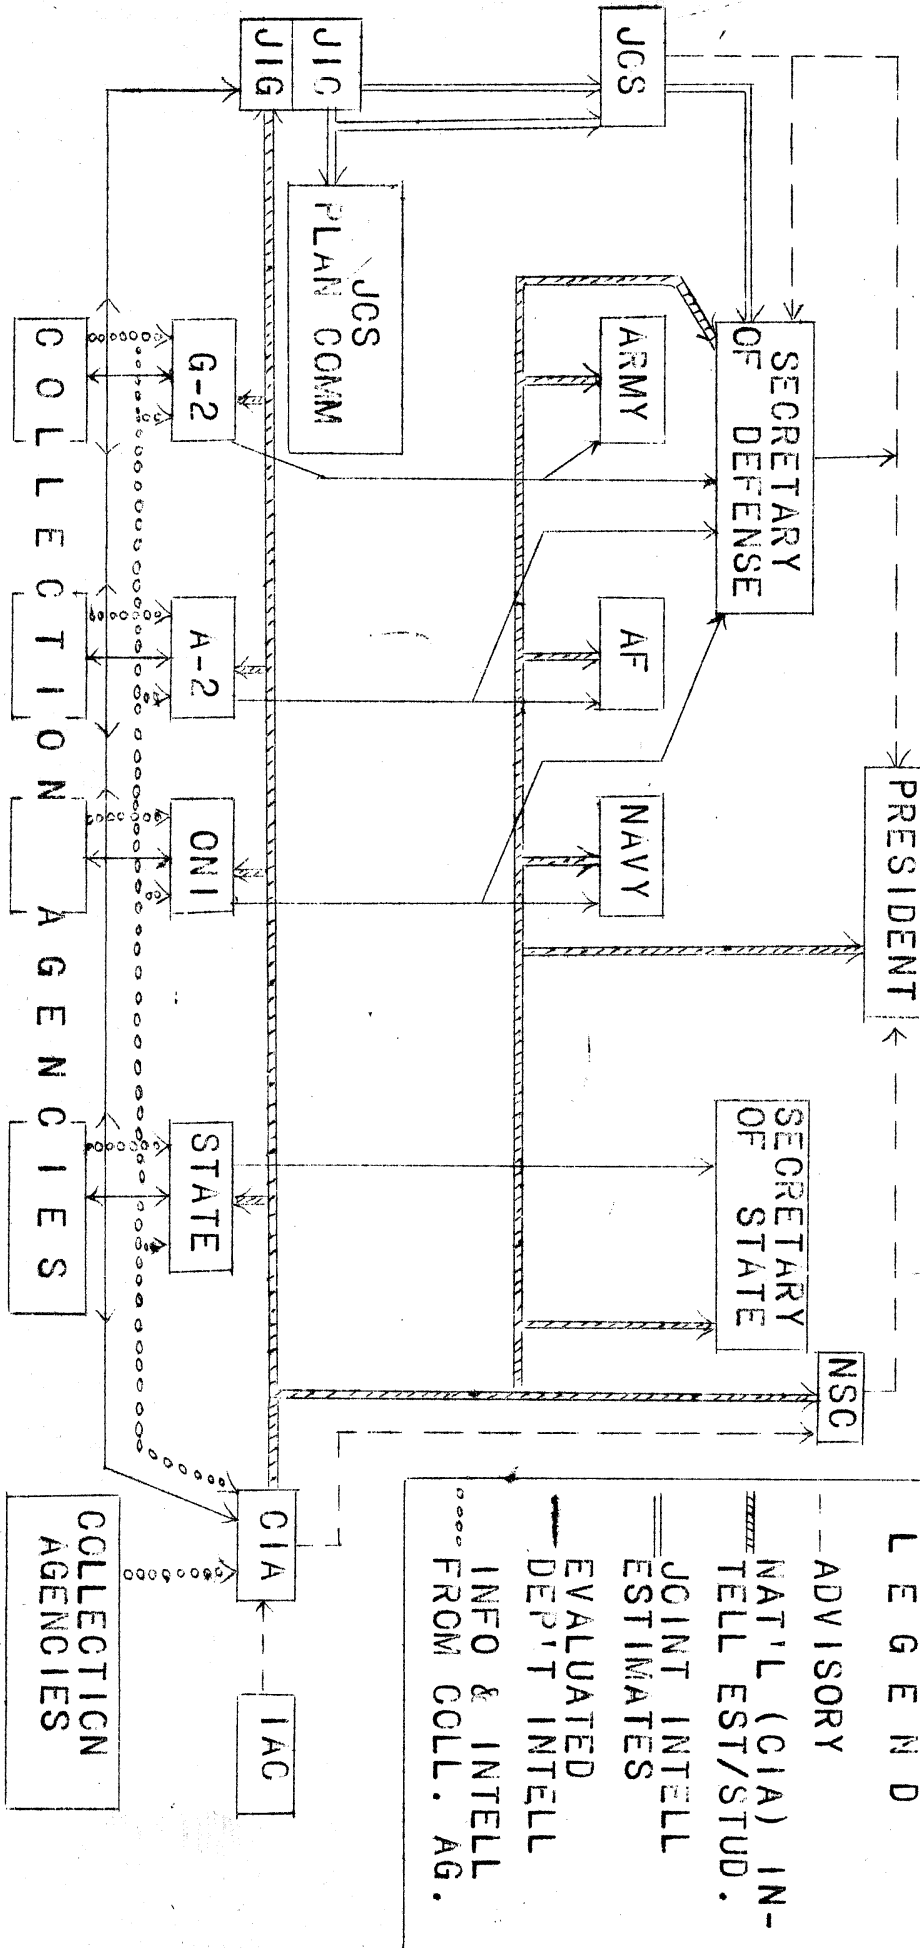 PRESIDENT
L E G E N D
ADVISORY
NAT'L (CIA) IN-
TELL EST/STUD.
JOINT INTELL
ESTIMATES
EVALUATED
DEP'T INTELL
INFO & INTELL
FROM COLL. AG.
NSC
SECRETARY
OF DEFENSE
SECRETARY
OF STATE
JCS
ARMY
AF
NAVY
JCS
PLAN COMM
JIC
JIG
G-2
A-2
ONI
STATE
CIA
IAC
COLLECTION AGENCIES
COLLECTION
AGENCIES